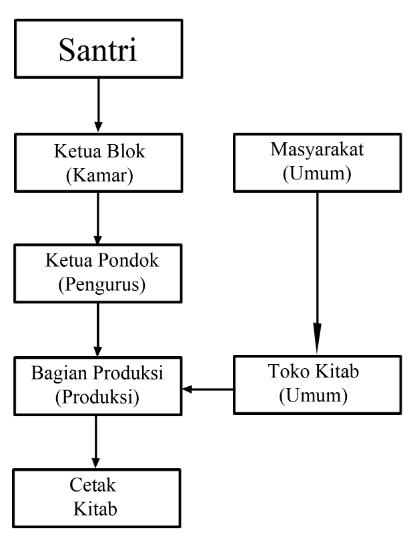 Santri
Ketua Blok
(Kamar)
Masyarakat
(Umum)
Ketua Pondok
(Pengurus)
Bagian Produksi
(Produksi)
Toko Kitab
(Umum)
Cetak
Kitab